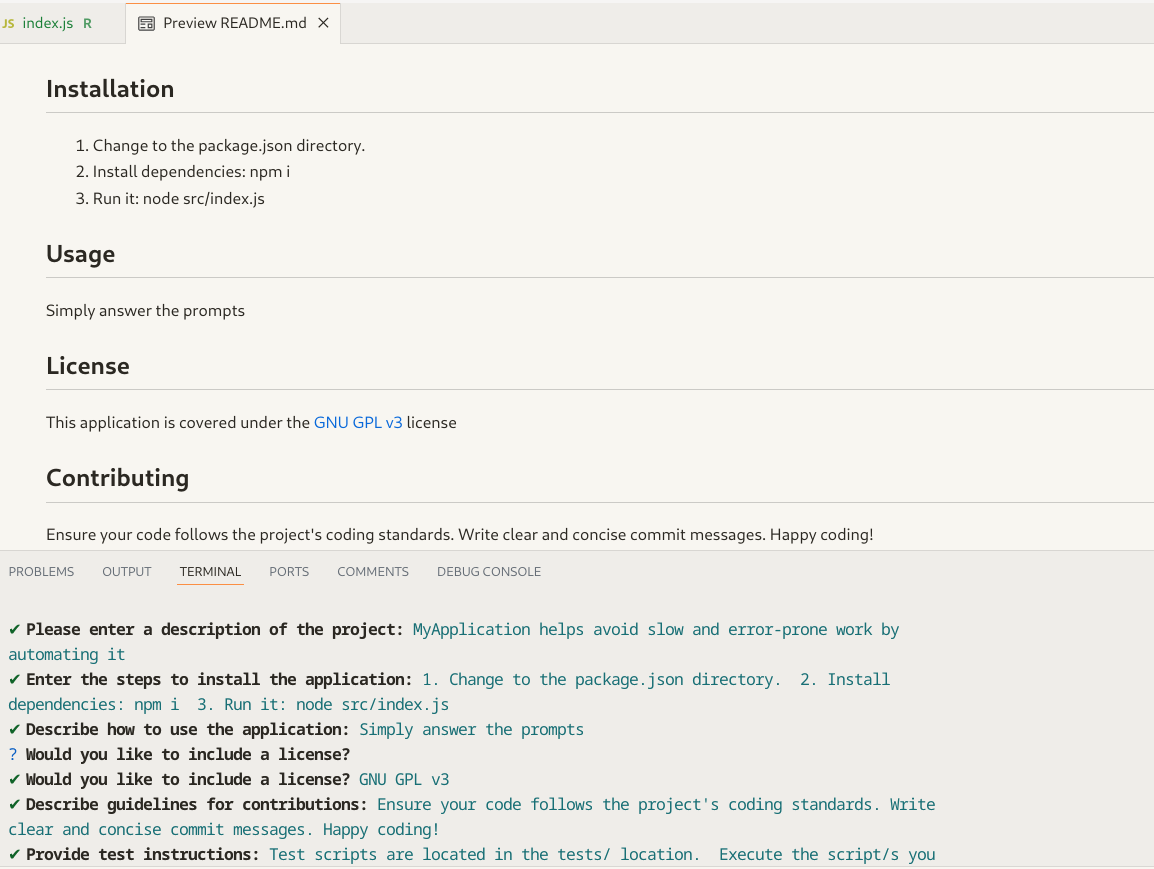 JS index.js R
Preview README.md
Installation
1. Change to the package.json directory.
2. Install dependencies: npm i
3. Run it: node src/index.js
Usage
Simply answer the prompts
License
This application is covered under the GNU GPL v3 license
Contributing
Ensure your code follows the project's coding standards. Write clear and concise commit messages. Happy coding!
PROBLEMS OUTPUT TERMINAL PORTS COMMENTS DEBUG CONSOLE
✔ Please enter a description of the project: MyApplication helps avoid slow and error-prone work by
automating it
✔ Enter the steps to install the application: 1. Change to the package.json directory.  2. Install
dependencies: npm i  3. Run it: node src/index.js
✔ Describe how to use the application: Simply answer the prompts
? Would you like to include a license?
✔ Would you like to include a license? GNU GPL v3
✔ Describe guidelines for contributions: Ensure your code follows the project's coding standards. Write
clear and concise commit messages. Happy coding!
✔ Provide test instructions: Test scripts are located in the tests/ location.  Execute the script/s you